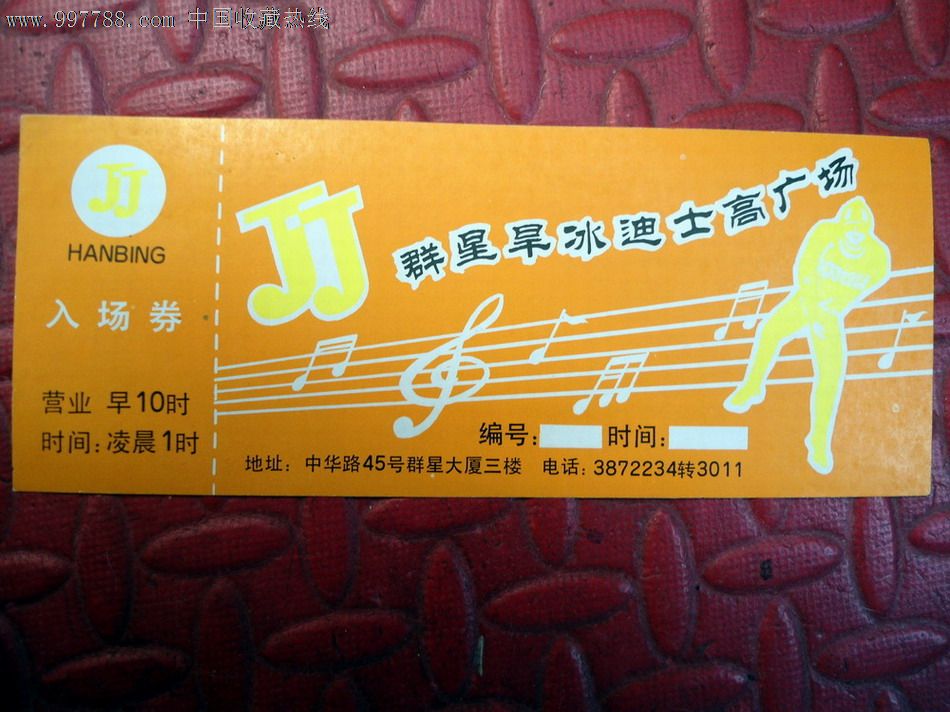 www.997788.com 中国收藏热线
JJ
HANBING
入场券
营业 早10时
时间:凌晨1时
JJ
群星旱冰迪士高广场
编号: 时间:
地址: 中华路45号群星大厦三楼 电话: 3872234转3011